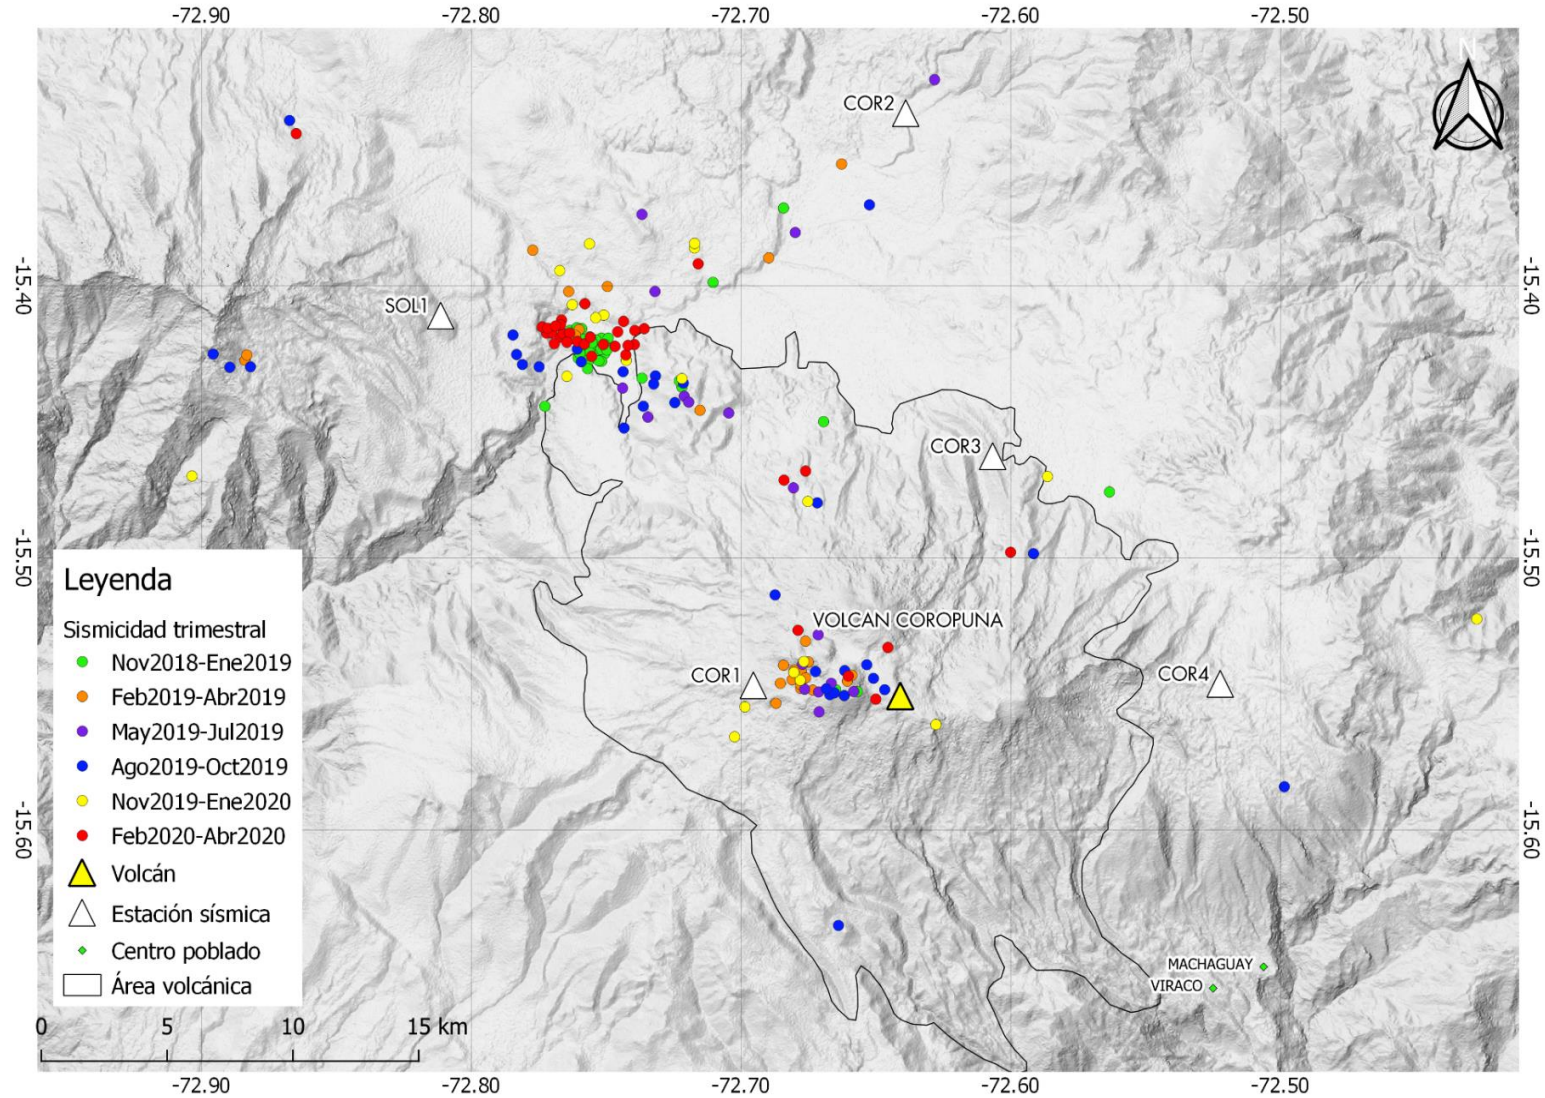 -72.90
-72.80
-72.70
-72.60
-72.50
N
COR2
-15.40
-15.40
SOL1
COR3
-15.50
-15.50
Leyenda
Sismicidad trimestral
Nov2018-Ene2019
Feb2019-Abr2019
May2019-Jul2019
Ago2019-Oct2019
Nov2019-Ene2020
Feb2020-Abr2020
Volcán
Estación sísmica
Centro poblado
Área volcánica
VOLCAN COROPUNA
COR1
COR4
-15.60
-15.60
MACHAGUAY
VIRACO
0 5 10 15 km
-72.90
-72.80
-72.70
-72.60
-72.50